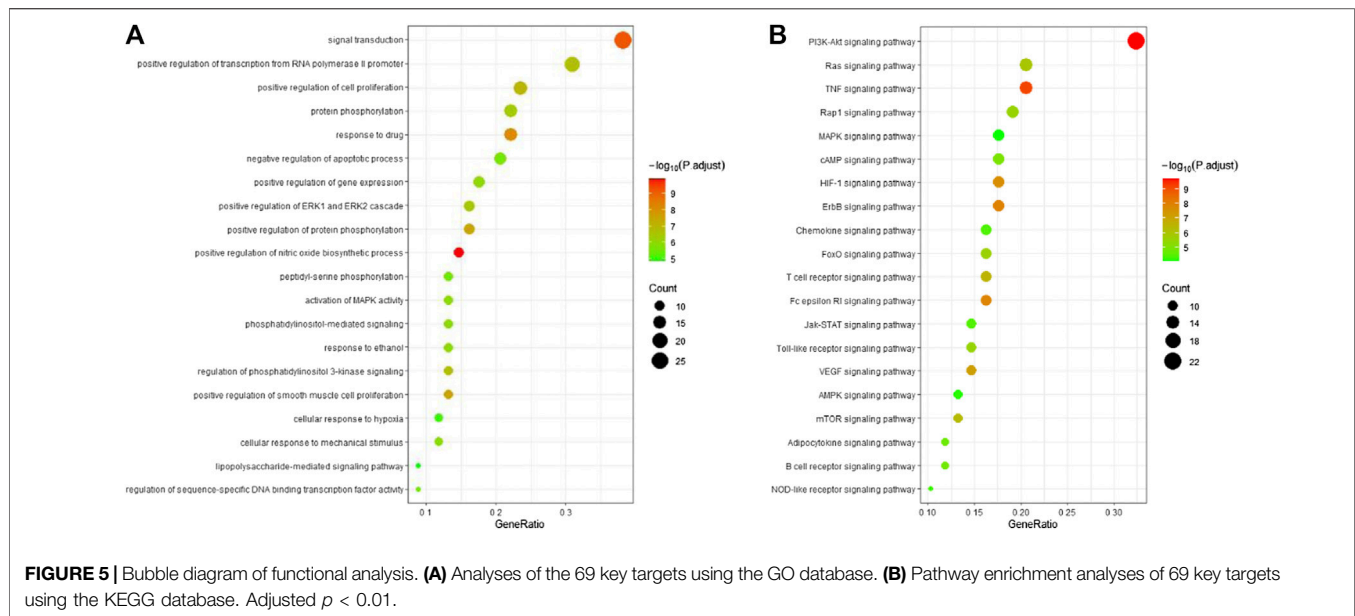 A
signal transduction
positive regulation of transcription from RNA polymerase II promoter
positive regulation of cell proliferation
protein phosphorylation
response to drug
negative regulation of apoptotic process
positive regulation of gene expression
positive regulation of ERK1 and ERK2 cascade
positive regulation of protein phosphorylation
positive regulation of nitric oxide biosynthetic process
peptidyl-serine phosphorylation
activation of MAPK activity
phosphatidylinositol-mediated signaling
response to ethanol
regulation of phosphatidylinositol 3-kinase signaling
positive regulation of smooth muscle cell proliferation
cellular response to hypoxia
cellular response to mechanical stimulus
lipopolysaccharide-mediated signaling pathway
regulation of sequence-specific DNA binding transcription factor activity
0.1 0.2 0.3
GeneRatio
−log10(P.adjust)
9
8
7
6
5
Count
10
15
20
25
B
PI3K-Akt signaling pathway
Ras signaling pathway
TNF signaling pathway
Rap1 signaling pathway
MAPK signaling pathway
cAMP signaling pathway
HIF-1 signaling pathway
ErbB signaling pathway
Chemokine signaling pathway
FoxO signaling pathway
T cell receptor signaling pathway
Fc epsilon RI signaling pathway
Jak-STAT signaling pathway
Toll-like receptor signaling pathway
VEGF signaling pathway
AMPK signaling pathway
mTOR signaling pathway
Adipocytokine signaling pathway
B cell receptor signaling pathway
NOD-like receptor signaling pathway
0.10 0.15 0.20 0.25 0.30
GeneRatio
−log10(P.adjust)
9
8
7
6
5
Count
10
14
18
22
FIGURE 5 | Bubble diagram of functional analysis. (A) Analyses of the 69 key targets using the GO database. (B) Pathway enrichment analyses of 69 key targets
using the KEGG database. Adjusted p < 0.01.